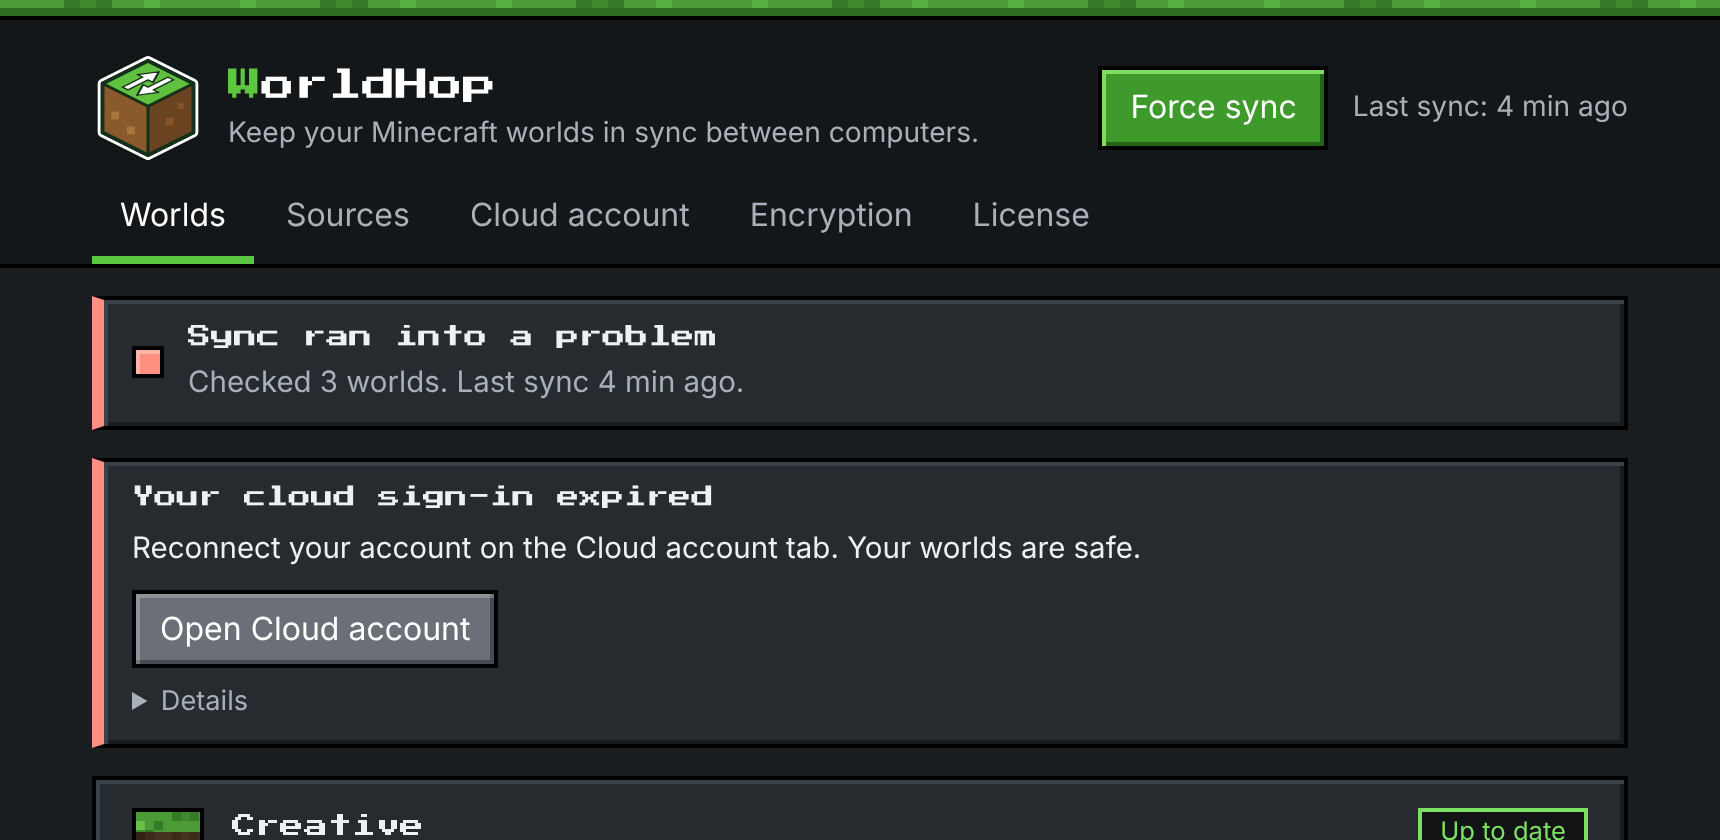 WorldHop
Keep your Minecraft worlds in sync between computers.
Force sync
Last sync: 4 min ago
Worlds
Sources
Cloud account
Encryption
License
Sync ran into a problem
Checked 3 worlds. Last sync 4 min ago.
Your cloud sign-in expired
Reconnect your account on the Cloud account tab. Your worlds are safe.
Open Cloud account
Details
Creative
Up to date